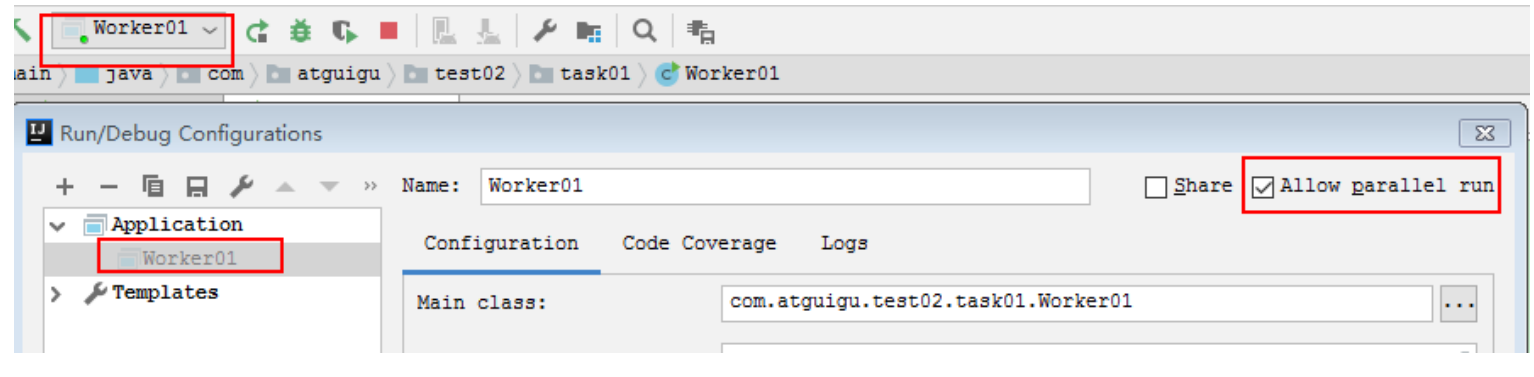 Worker01
ain java com atguigu test02 task01 Worker01
Run/Debug Configurations
Name: Worker01 Share Allow parallel run
Application
Worker01
Templates
Configuration Code Coverage Logs
Main class: com.atguigu.test02.task01.Worker01 ...